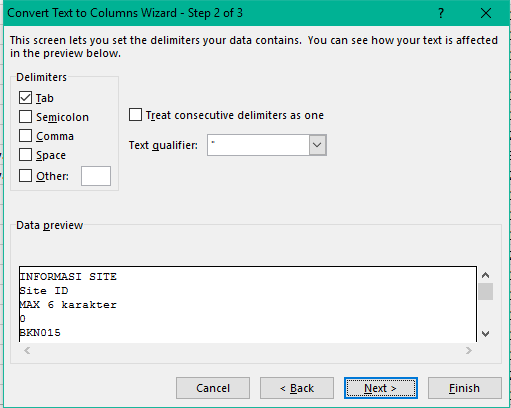 Convert Text to Columns Wizard - Step 2 of 3
?
This screen lets you set the delimiters your data contains. You can see how your text is affected
in the preview below.
Delimiters
Tab
Semicolon
Comma
Space
Other:
Treat consecutive delimiters as one
Text qualifier: "
Data preview
INFORMASI SITE
Site ID
MAX 6 karakter
0
BKN015
Cancel
< Back
Next >
Finish